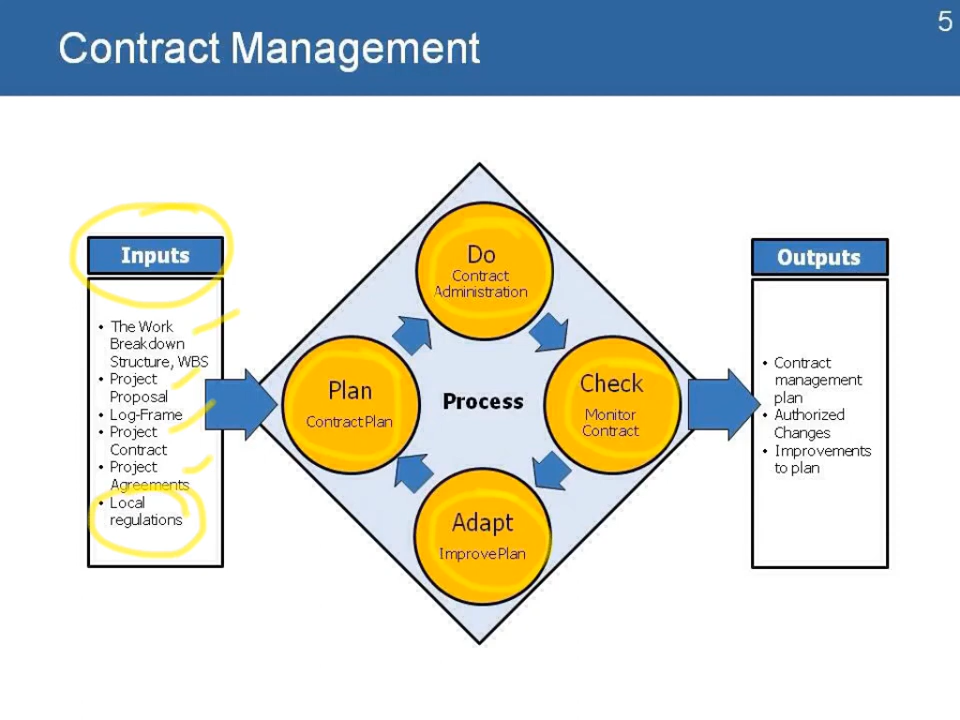 5
Contract Management
Inputs
• The Work
Breakdown
Structure, WBS
• Project
Proposal
• Log-Frame
• Project
Contract
• Project
Agreements
• Local
regulations
Do
Contract
Administration
Plan
Contract Plan
Process
Check
Monitor
Contract
Adapt
Improve Plan
Outputs
• Contract
management
plan
• Authorized
Changes
• Improvements
to plan